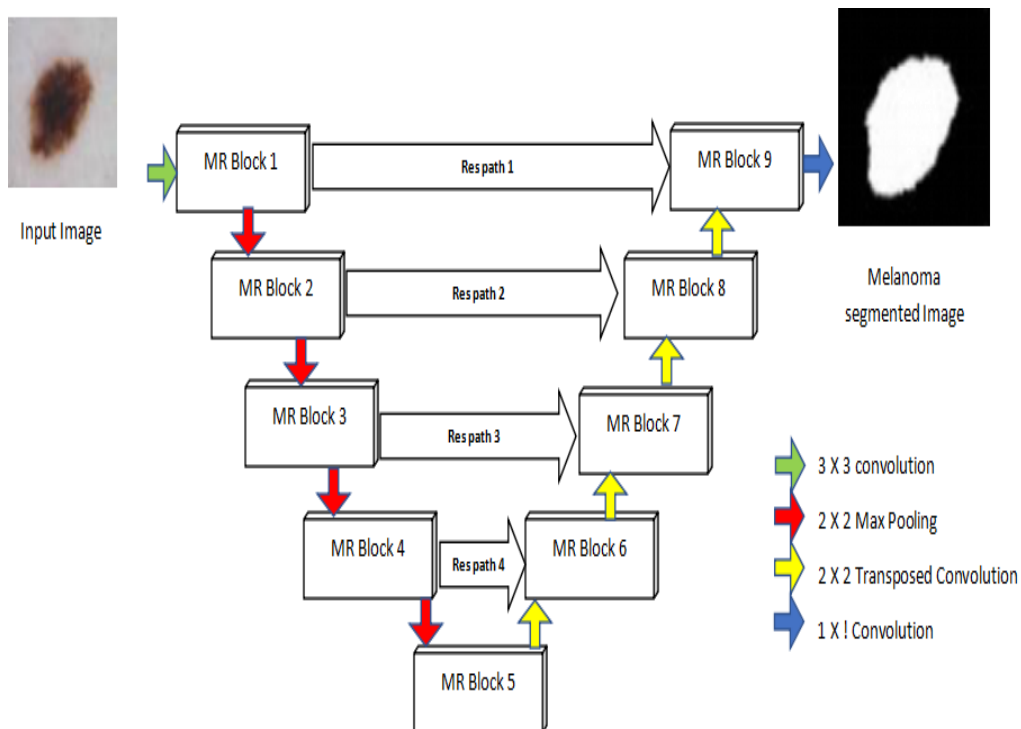 MR Block 1
Res path 1
MR Block 9
Input Image
MR Block 2
Res path 2
MR Block 8
Melanoma
segmented Image
MR Block 3
Res path 3
MR Block 7
3 X 3 convolution
2 X 2 Max Pooling
MR Block 4
Res path 4
MR Block 6
2 X 2 Transposed Convolution
1 X ! Convolution
MR Block 5